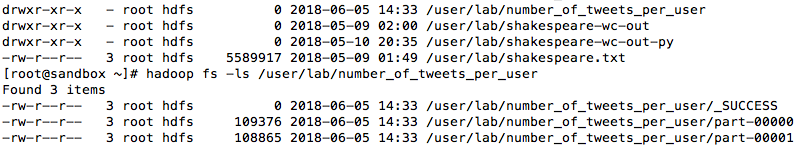 drwxr-xr-x   - root hdfs          0 2018-06-05 14:33 /user/lab/number_of_tweets_per_user
drwxr-xr-x   - root hdfs          0 2018-05-09 02:00 /user/lab/shakespeare-wc-out
drwxr-xr-x   - root hdfs          0 2018-05-10 20:35 /user/lab/shakespeare-wc-out-py
-rw-r--r--   3 root hdfs    5589917 2018-05-09 01:49 /user/lab/shakespeare.txt
[root@sandbox ~]# hadoop fs -ls /user/lab/number_of_tweets_per_user
Found 3 items
-rw-r--r--   3 root hdfs          0 2018-06-05 14:33 /user/lab/number_of_tweets_per_user/_SUCCESS
-rw-r--r--   3 root hdfs     109376 2018-06-05 14:33 /user/lab/number_of_tweets_per_user/part-00000
-rw-r--r--   3 root hdfs     108865 2018-06-05 14:33 /user/lab/number_of_tweets_per_user/part-00001